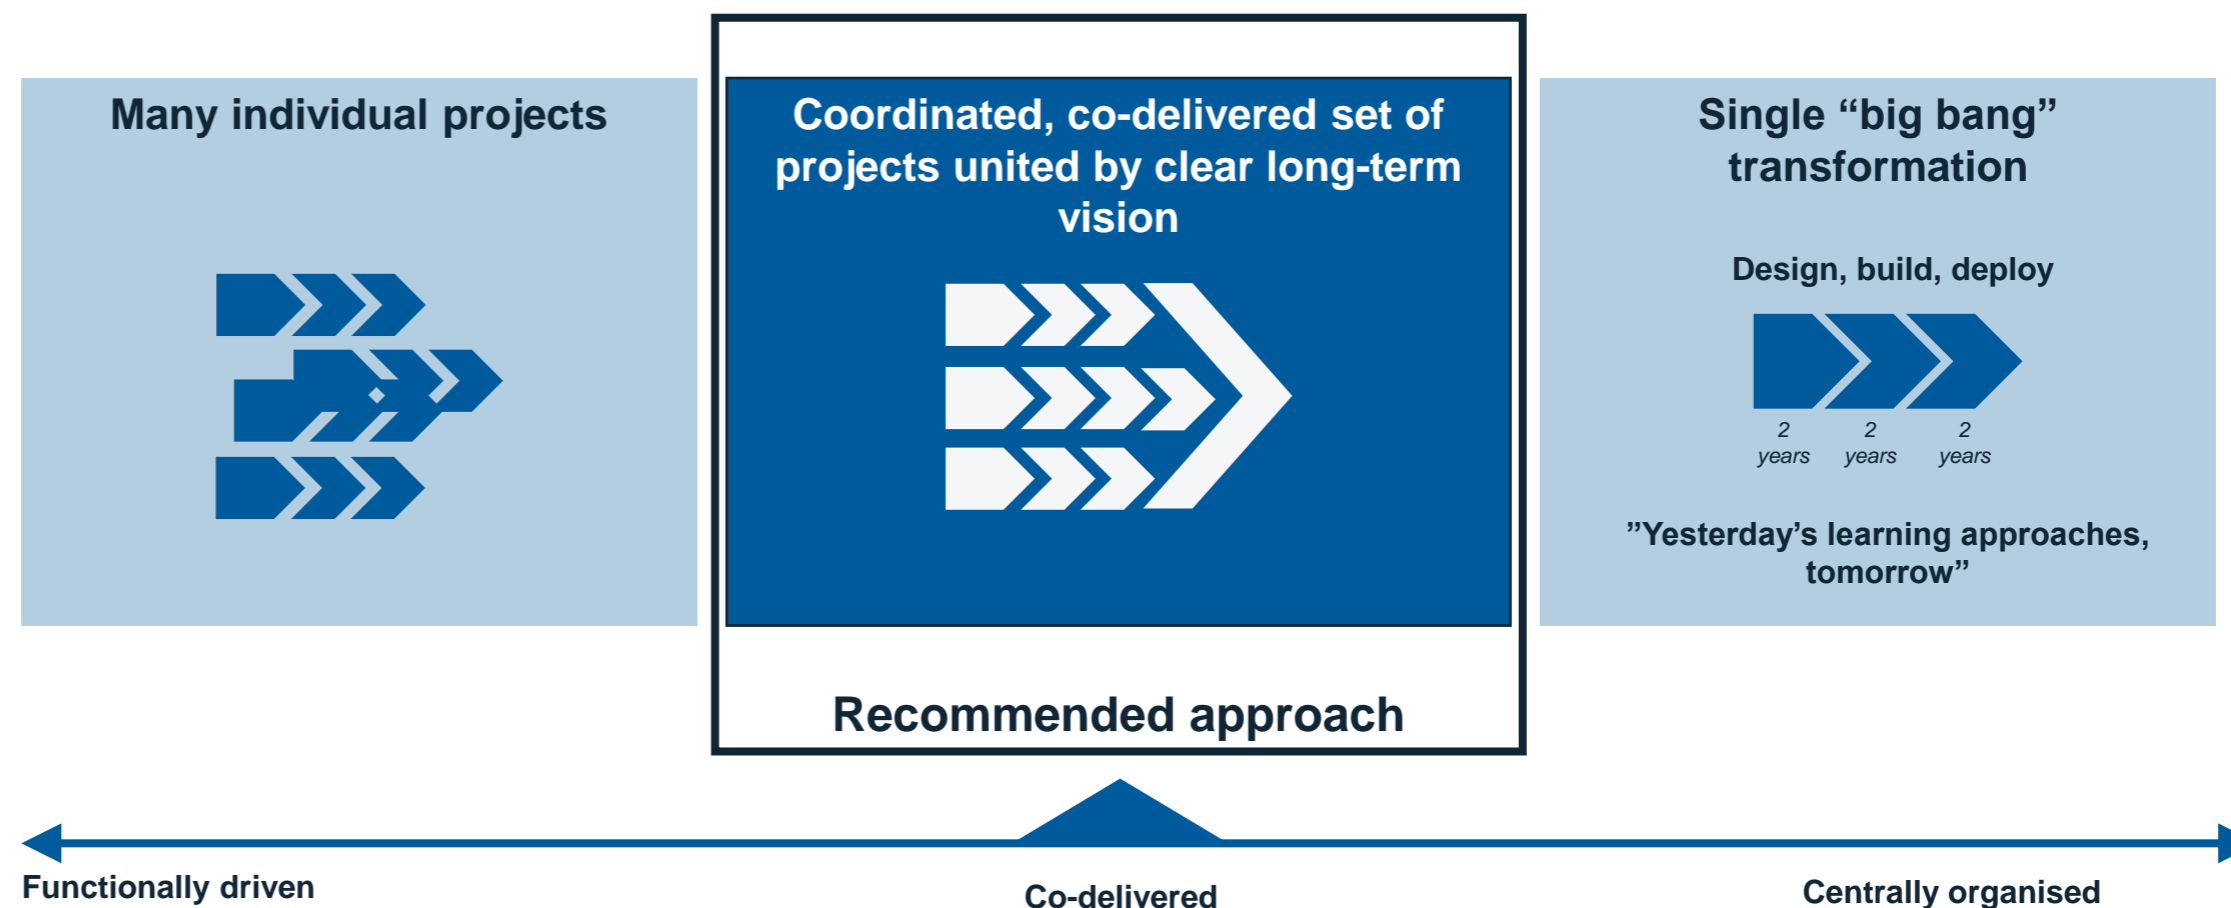 Many individual projects
Coordinated, co-delivered set of
projects united by clear long-term
vision
Recommended approach
Single “big bang”
transformation
Design, build, deploy
2 years
2 years
2 years
”Yesterday’s learning approaches,
tomorrow”
Functionally driven
Co-delivered
Centrally organised